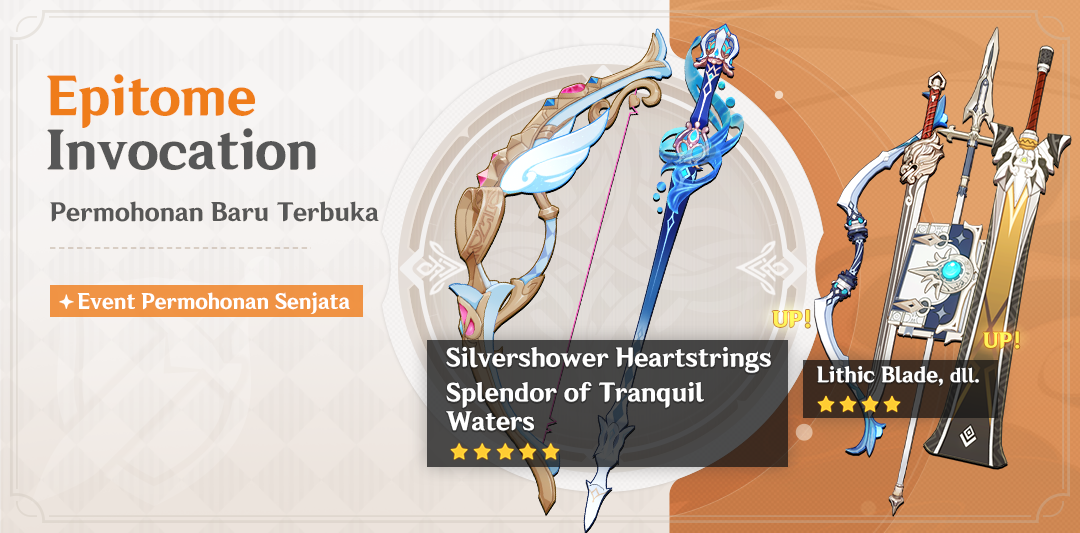 Epitome
Invocation
Permohonan Baru Terbuka
Event Permohonan Senjata
Silvershower Heartstrings
Splendor of Tranquil
Waters
UP!
Lithic Blade, dll.
UP!